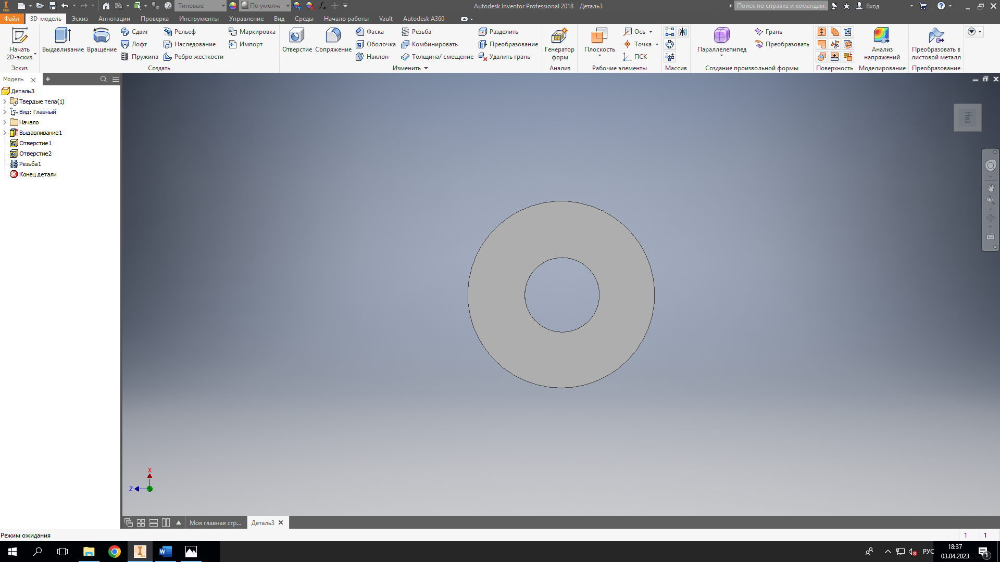 Типовые
По умолча
Autodesk Inventor Professional 2018 Деталь3
Поиск по справке и командам.
Вход
Файл 3D-модель Эскиз Аннотации Проверка Инструменты Управление Вид Среды Начало работы Vault Autodesk A360
Начать
2D-эскиз
Эскиз
Выдавливание
Вращение
Сдвиг
Лофт
Пружина
Рельеф
Наследование
Ребро жесткости
Маркировка
Импорт
Создать
Отверстие
Сопряжение
Фаска
Оболочка
Наклон
Резьба
Комбинировать
Толщина/ смещение
Разделить
Преобразование
Удалить грань
Изменить
Генератор
форм
Анализ
Плоскость
Ось
Точка
ПСК
Рабочие элементы
Массив
Параллелепипед
Грань
Преобразовать
Создание произвольной формы
Поверхность
Анализ
напряжений
Моделирование
Преобразовать в
листовой металл
Преобразование
Модель
Деталь3
Твердые тела(1)
Вид: Главный
Начало
Выдавливание1
Отверстие1
Отверстие2
Резьба1
Конец детали
X
Z
Моя главная стр...
Деталь3
Режим ожидания
1 1
РУС
18:37
03.04.2023
1